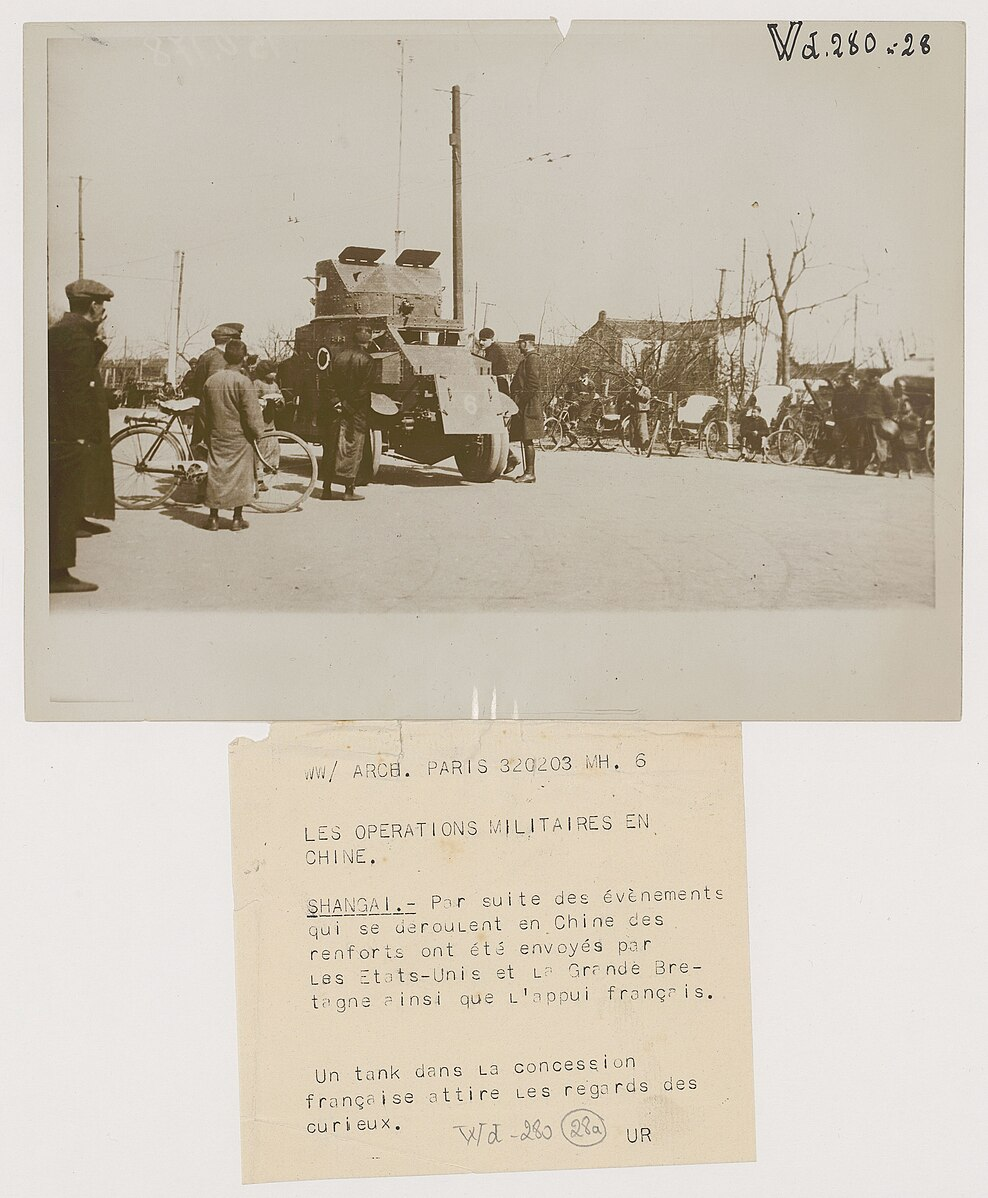 Wd.280-28
6
WW/ ARCH. PARIS 320203 MH. 6
LES OPERATIONS MILITAIRES EN
CHINE.
SHANGAI.- Par suite des évènements
qui se deroulent en Chine des
renforts ont été envoyés par
les Etats-Unis et la Grande Bre-
tagne ainsi que l'appui français.
Un tank dans la concession
française attire les regards des
curieux.
Wd-280 28a UR